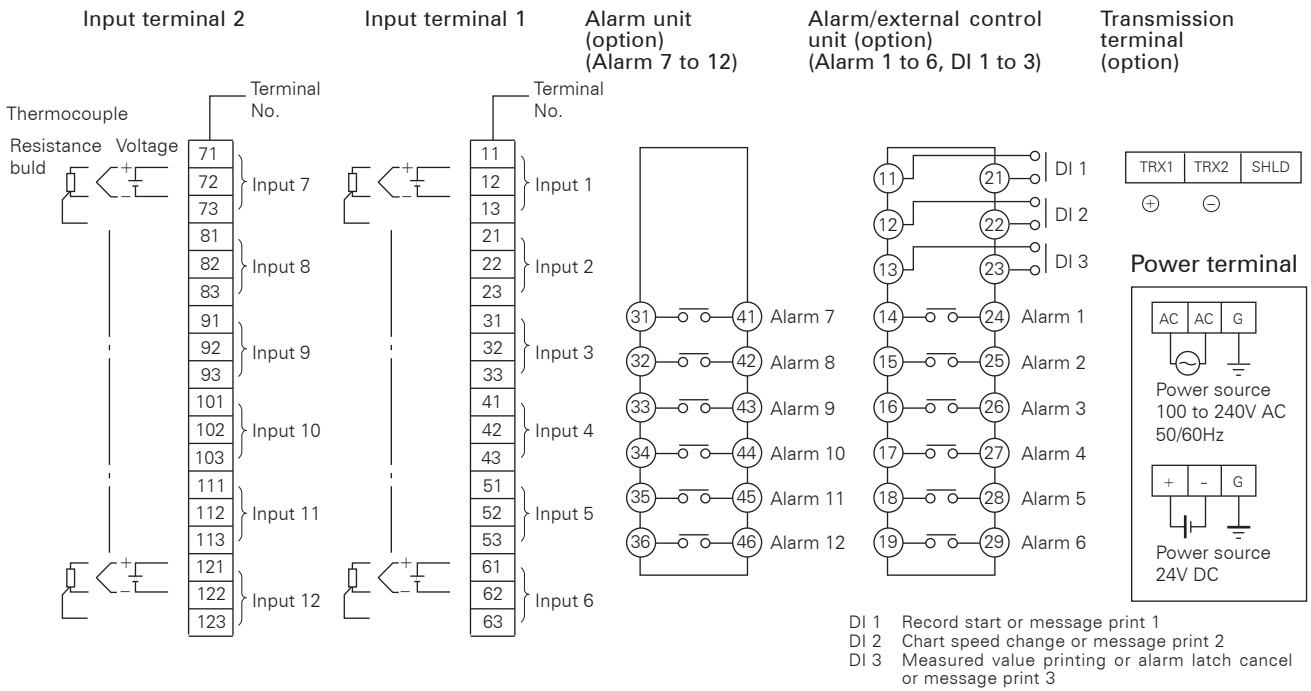 Input terminal 2
Terminal
No.
Thermocouple
Resistance
buld
Voltage
+
−
71
72
73
Input 7
81
82
83
Input 8
91
92
93
Input 9
101
102
103
Input 10
111
112
113
Input 11
+
−
121
122
123
Input 12
Input terminal 1
Terminal
No.
+
−
11
12
13
Input 1
21
22
23
Input 2
31
32
33
Input 3
41
42
43
Input 4
51
52
53
Input 5
+
−
61
62
63
Input 6
Alarm unit
(option)
(Alarm 7 to 12)
31 41 Alarm 7
32 42 Alarm 8
33 43 Alarm 9
34 44 Alarm 10
35 45 Alarm 11
36 46 Alarm 12
Alarm/external control
unit (option)
(Alarm 1 to 6, DI 1 to 3)
11 21 DI 1
12 22 DI 2
13 23 DI 3
14 24 Alarm 1
15 25 Alarm 2
16 26 Alarm 3
17 27 Alarm 4
18 28 Alarm 5
19 29 Alarm 6
DI 1 Record start or message print 1
DI 2 Chart speed change or message print 2
DI 3 Measured value printing or alarm latch cancel
or message print 3
Transmission
terminal
(option)
TRX1 TRX2 SHLD
+ −
Power terminal
AC AC G
Power source
100 to 240V AC
50/60Hz
+ − G
Power source
24V DC